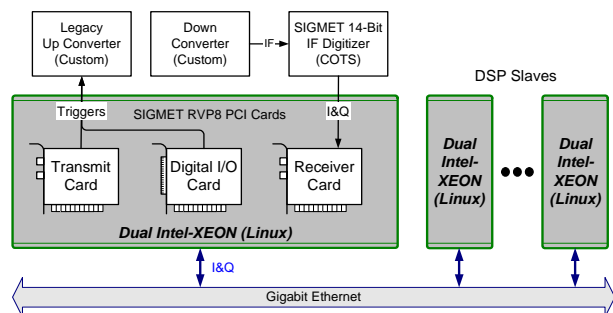 Legacy
Up Converter
(Custom)
Down
Converter
(Custom)
IF
SIGMET 14-Bit
IF Digitizer
(COTS)
DSP Slaves
Triggers
SIGMET RVP8 PCI Cards
I&Q
Transmit
Card
Digital I/O
Card
Receiver
Card
Dual Intel-XEON (Linux)
Dual
Intel-
XEON
(Linux)
Dual
Intel-
XEON
(Linux)
I&Q
Gigabit Ethernet